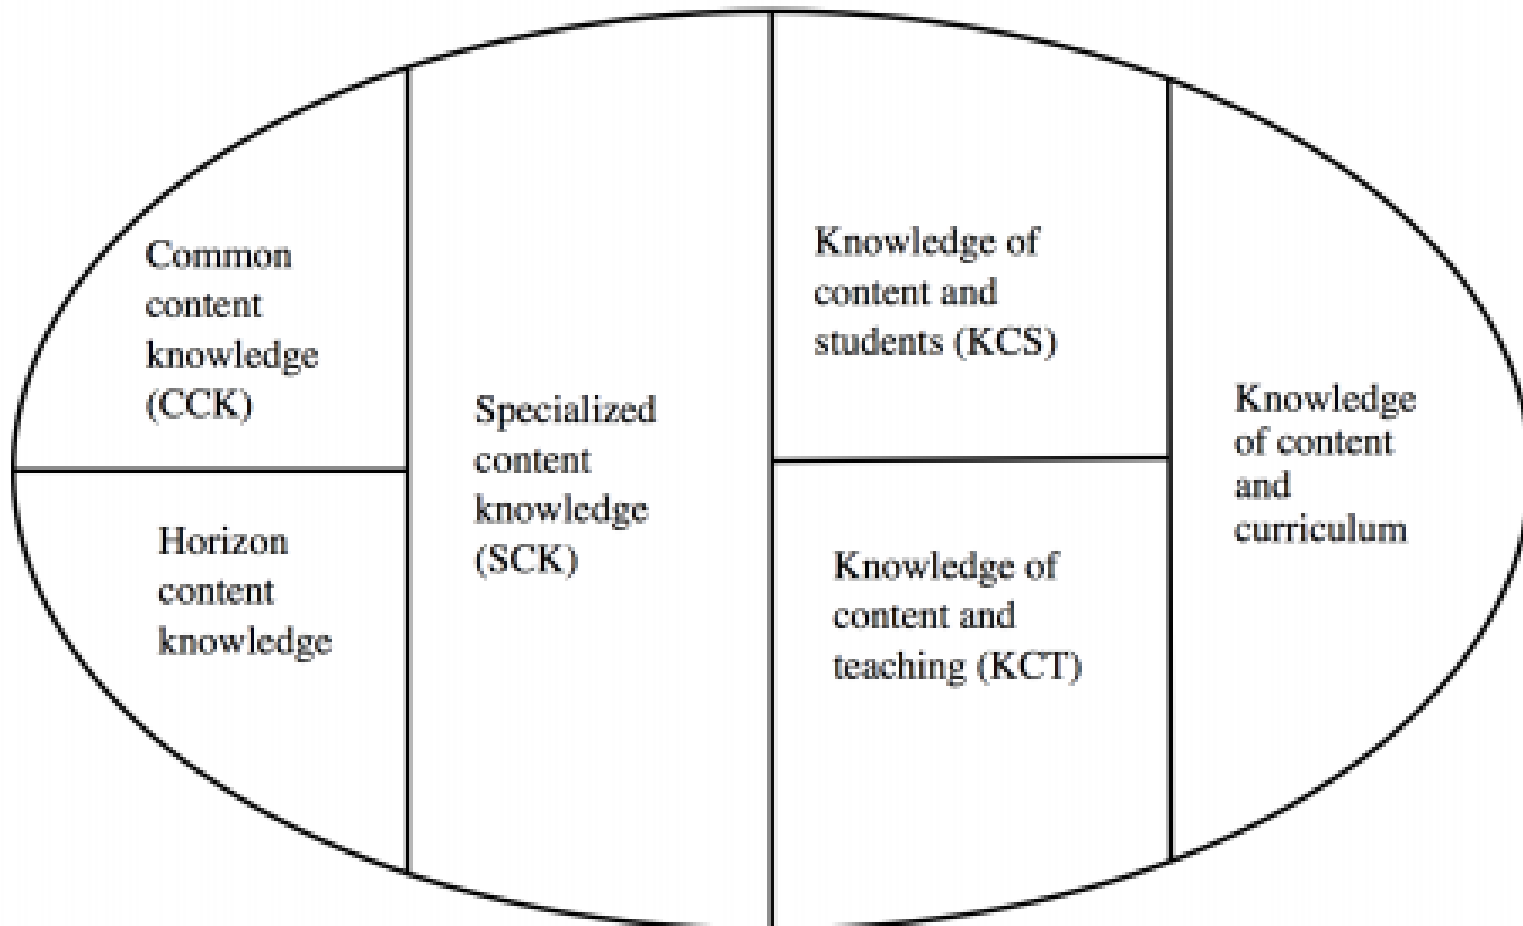 Common
content
knowledge
(CCK)
Horizon
content
knowledge
Specialized
content
knowledge
(SCK)
Knowledge of
content and
students (KCS)
Knowledge of
content and
teaching (KCT)
Knowledge
of content
and
curriculum